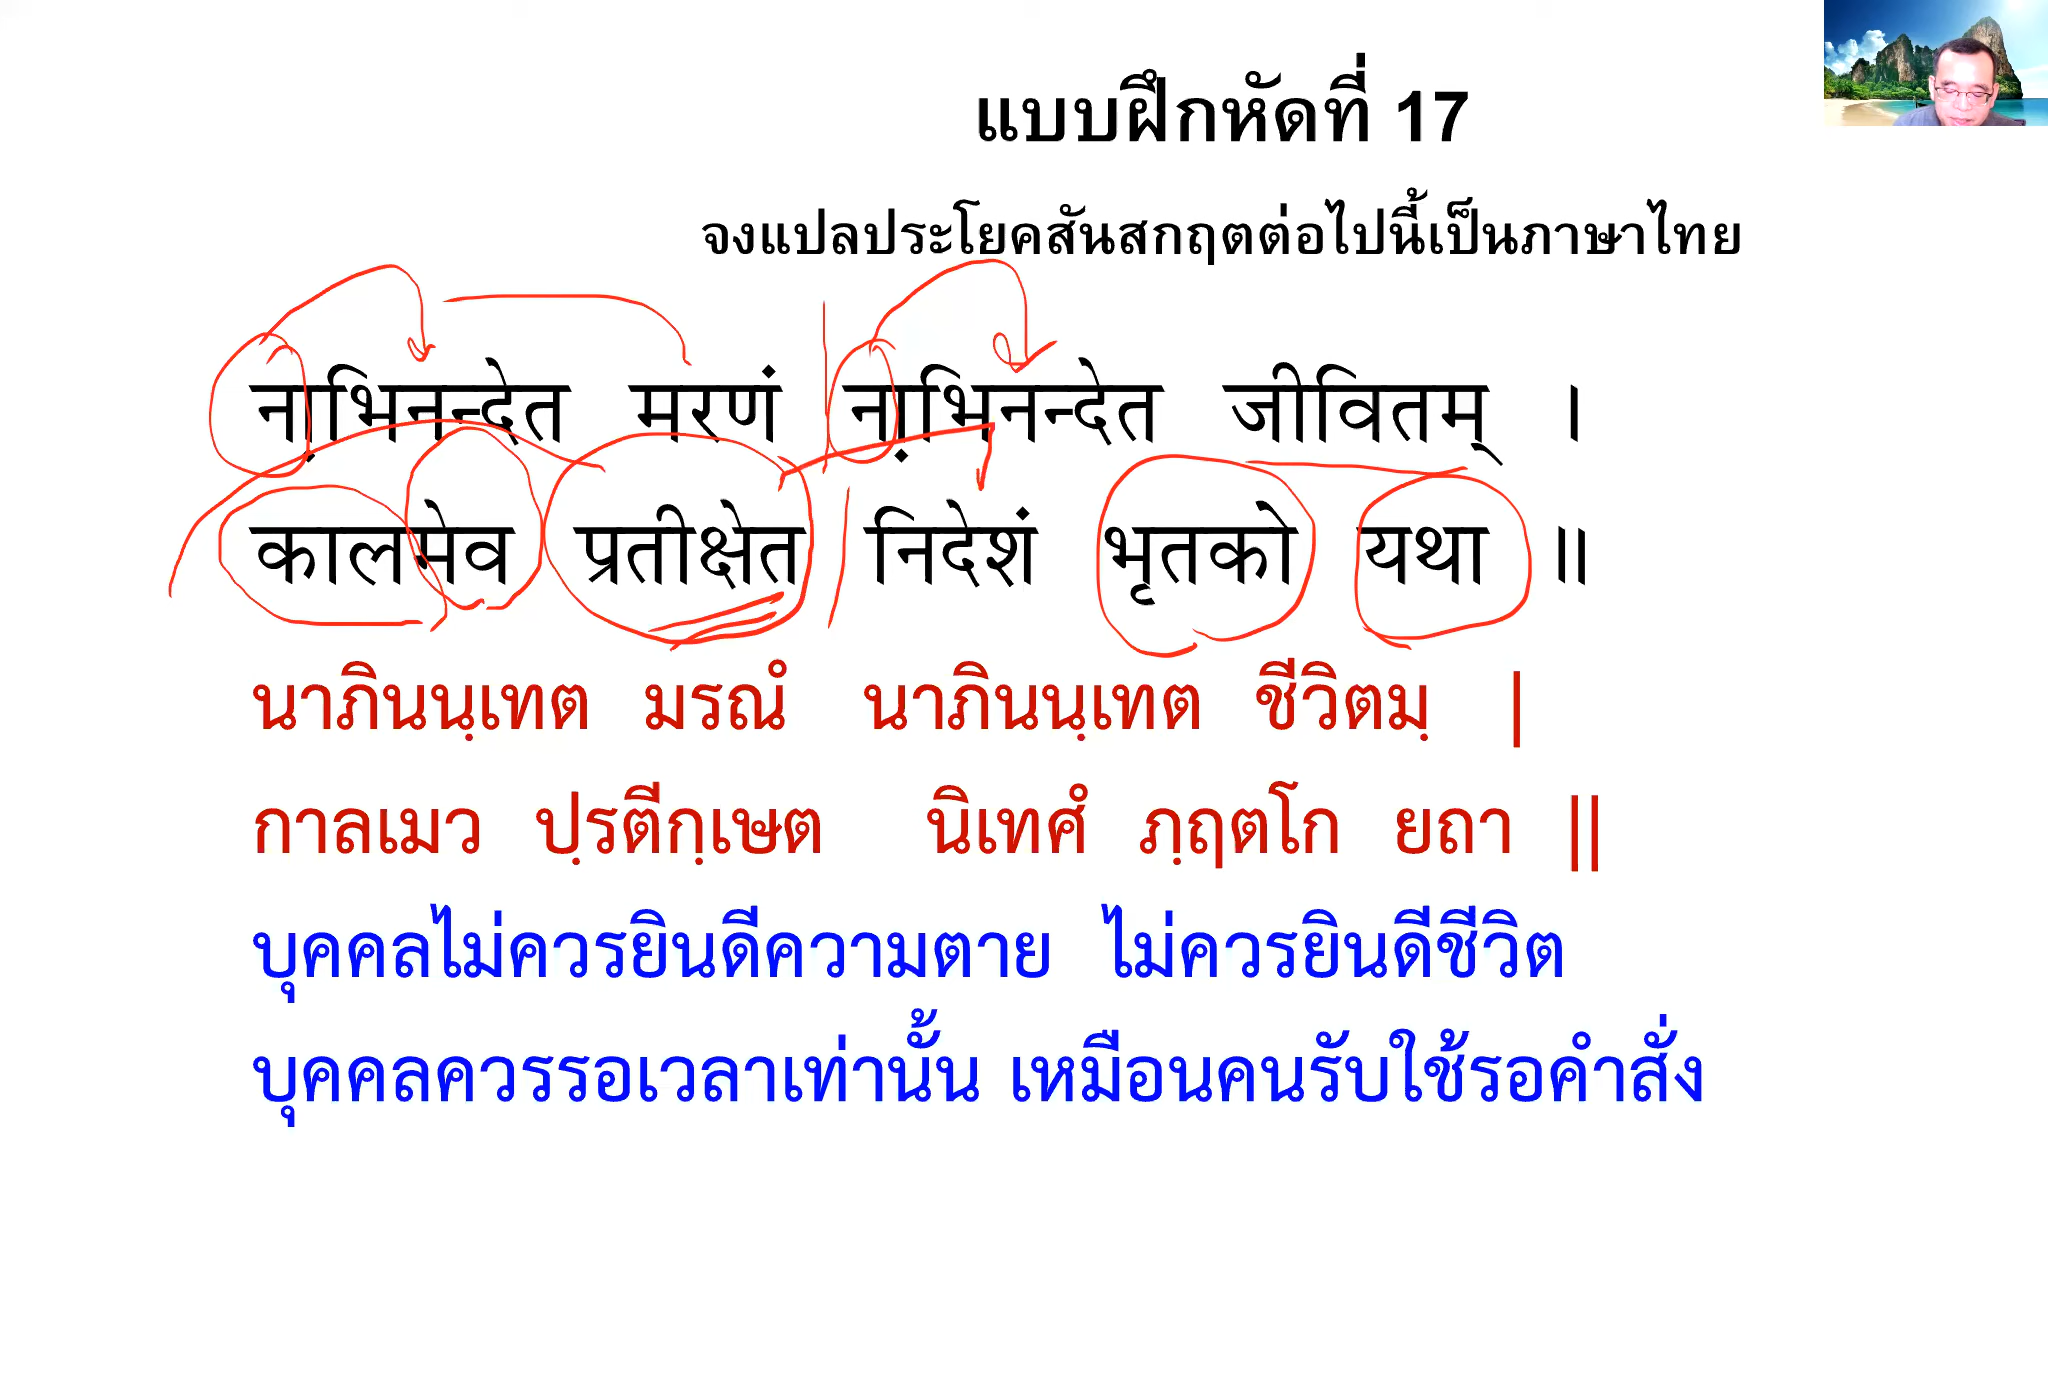 แบบฝึกหัดที่ 17
จงแปลประโยคสันสกฤตต่อไปนี้เป็นภาษาไทย
ना़भिनन्देत मरणं ना़भिनन्देत जीवितम् ।
कालमेव प्रतीक्षेत निदेशं भृतको यथा ॥
นาภินนฺเทต มรณํ นาภินนฺเทต ชีวิตมฺ |
กาลเมว ปฺรตีกฺเษต นิเทศํ ภฺฤตโก ยถา ||
บุคคลไม่ควรยินดีความตาย ไม่ควรยินดีชีวิต
บุคคลควรรอเวลาเท่านั้น เหมือนคนรับใช้รอคำสั่ง